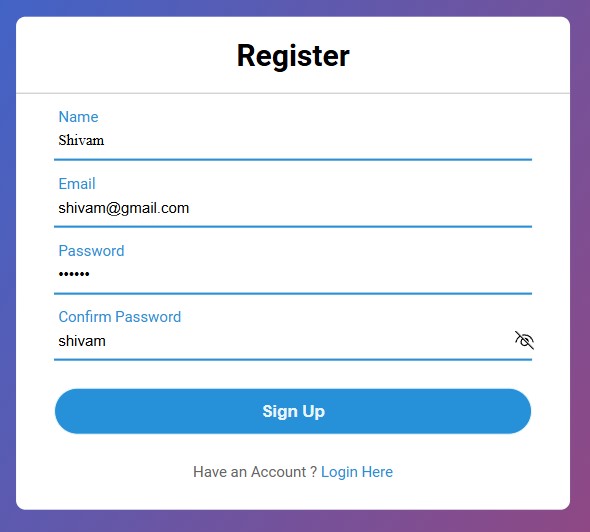 Register
Name
Shivam
Email
shivam@gmail.com
Password
••••••
Confirm Password
shivam
Sign Up
Have an Account ? Login Here